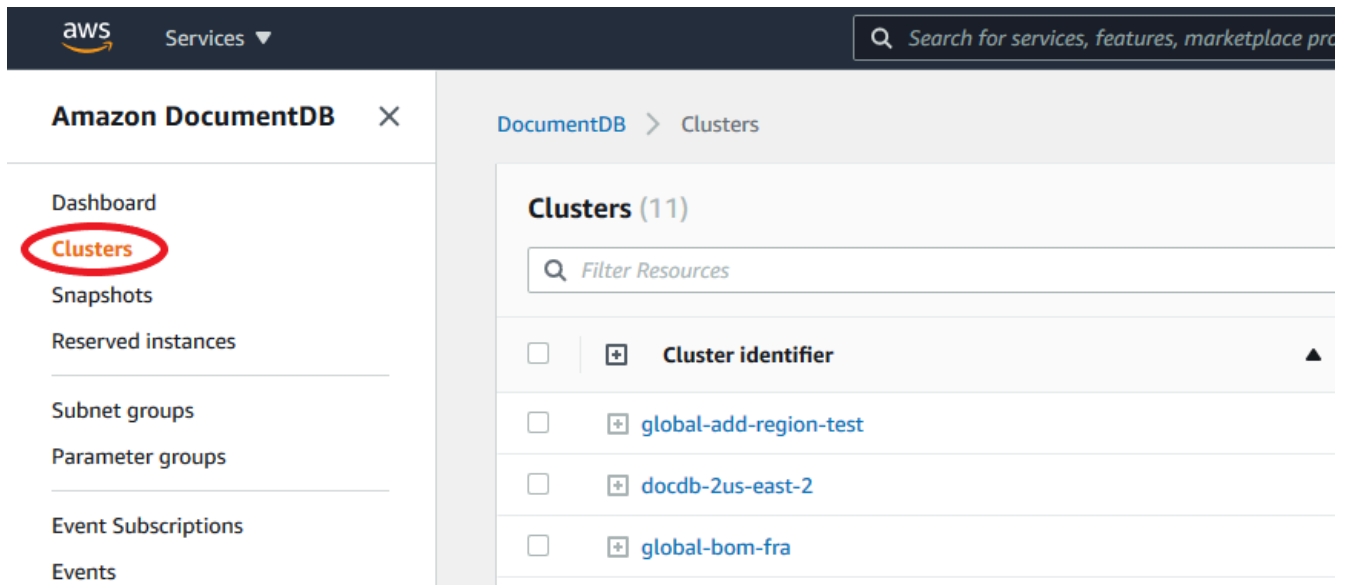 aws
Services ▼
Search for services, features, marketplace pro
Amazon DocumentDB
Dashboard
Clusters
Snapshots
Reserved instances
Subnet groups
Parameter groups
Event Subscriptions
Events
DocumentDB > Clusters
Clusters (11)
Filter Resources
Cluster identifier
global-add-region-test
docdb-2us-east-2
global-bom-fra